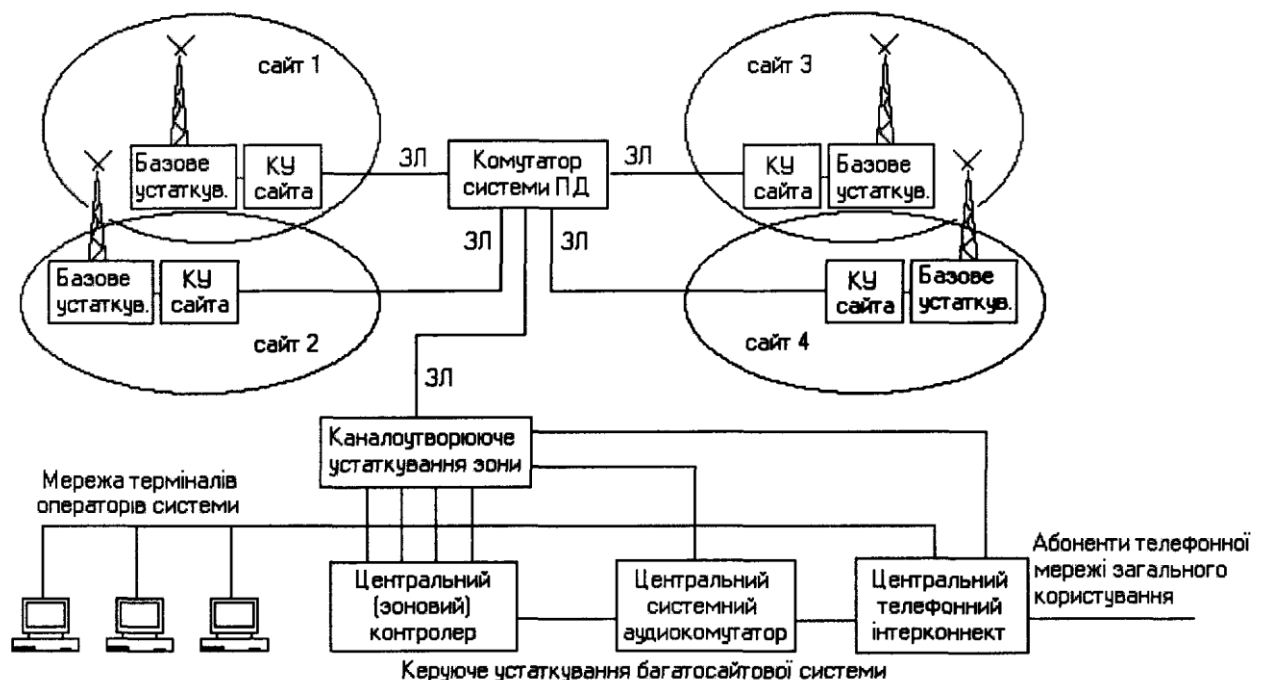 сайт 1
сайт 3
Базове
устаткув.
КУ
сайта
ЗЛ
Комутатор
системи ПД
ЗЛ
КУ
сайта
Базове
устаткув.
ЗЛ
ЗЛ
Базове
устаткув.
КУ
сайта
КУ
сайта
Базове
устаткув.
сайт 2
сайт 4
ЗЛ
Каналоутворююче
устаткування зони
Мережа терміналів
операторів системи
Центральний
(зоновий)
контролер
Центральний
системний
аудиокомутатор
Центральний
телефонний
інтерконнект
Абоненти телефонної
мережі загального
користування
Керуюче устаткування багатосайтової системи